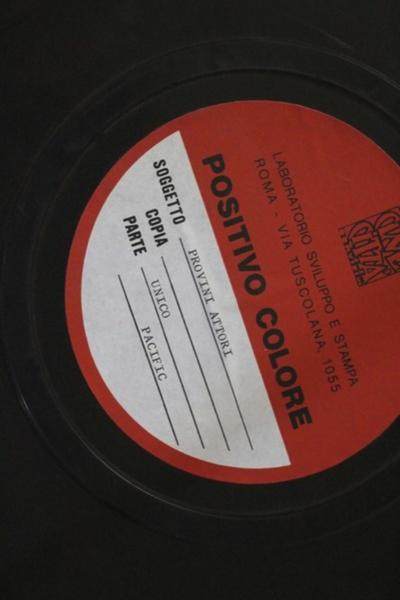 LABORATORIO SVILUPPO E STAMPA
ROMA - VIA TUSCOLANA, 1055
POSITIVO COLORE
SOGGETTO PROVINI ATTORI
COPIA
PARTE UNICO
PACIFIC